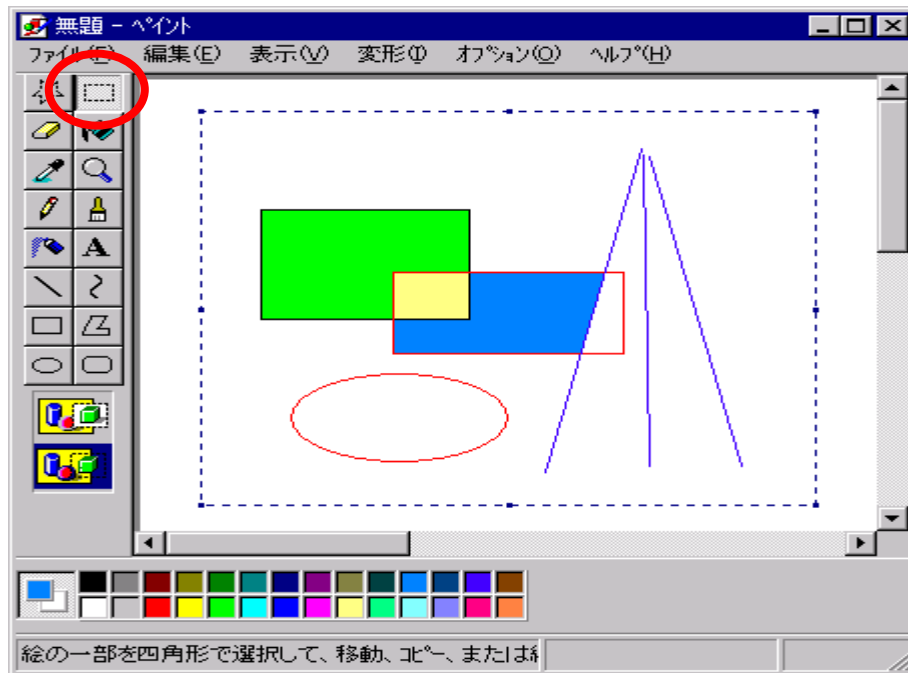 無題 - ペイント
ファイル(F) 編集(E) 表示(V) 変形(I) オプション(O) ヘルプ(H)
A
絵の一部を四角形で選択して、移動、コピー、または